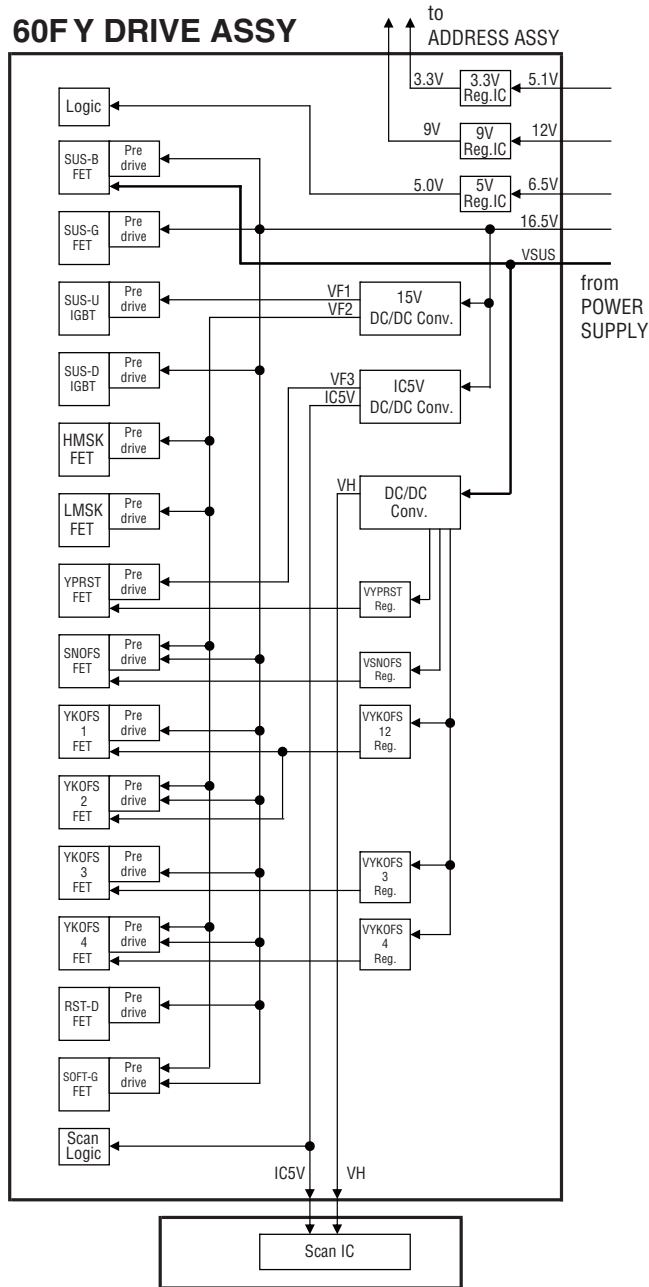 60F Y DRIVE ASSY
to
ADDRESS ASSY
3.3V
3.3V
Reg.IC
5.1V
9V
9V
Reg.IC
12V
5.0V
5V
Reg.IC
6.5V
16.5V
VSUS
from
POWER
SUPPLY
Logic
SUS-B
FET
Pre
drive
SUS-G
FET
Pre
drive
SUS-U
IGBT
Pre
drive
VF1
VF2
15V
DC/DC Conv.
SUS-D
IGBT
Pre
drive
VF3
IC5V
IC5V
DC/DC Conv.
HMSK
FET
Pre
drive
LMSK
FET
Pre
drive
VH
DC/DC
Conv.
YPRST
FET
Pre
drive
VYPRST
Reg.
SNOFS
FET
Pre
drive
VSNOFS
Reg.
YKOFS
1
FET
Pre
drive
VYKOFS
12
Reg.
YKOFS
2
FET
Pre
drive
YKOFS
3
FET
Pre
drive
VYKOFS
3
Reg.
YKOFS
4
FET
Pre
drive
VYKOFS
4
Reg.
RST-D
FET
Pre
drive
SOFT-G
FET
Pre
drive
Scan
Logic
IC5V
VH
Scan IC